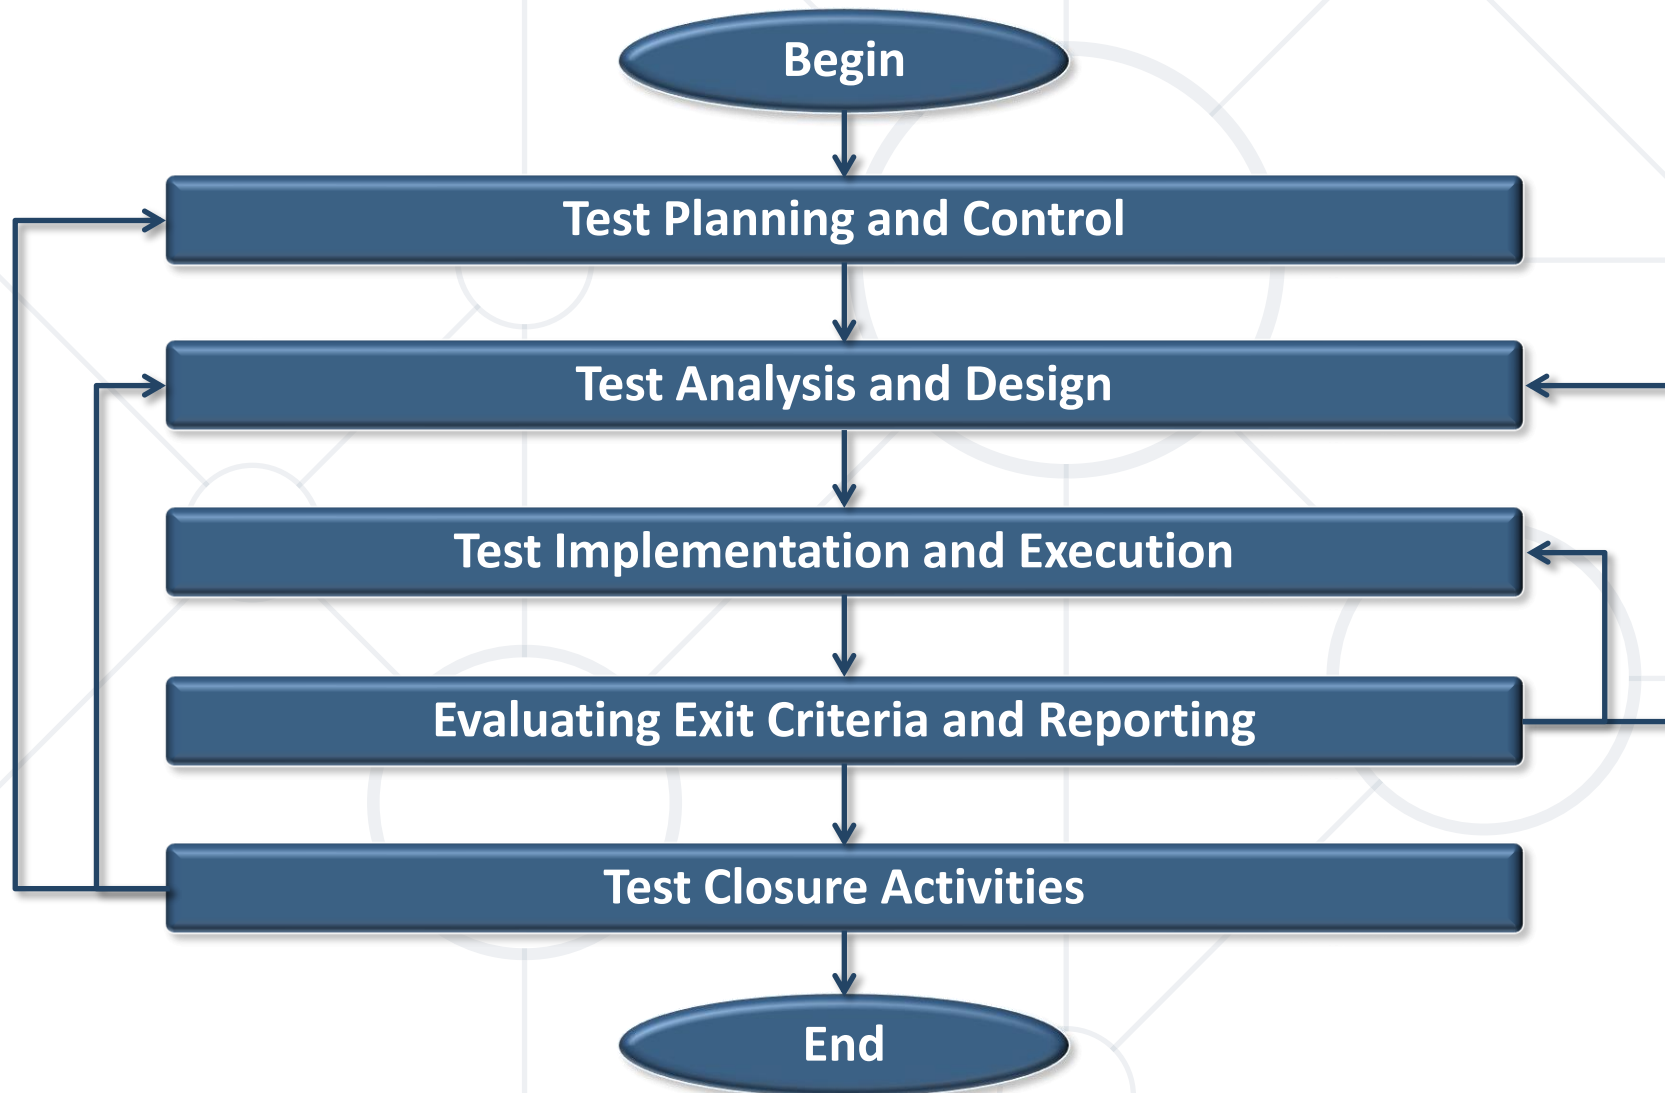 Begin
Test Planning and Control
Test Analysis and Design
Test Implementation and Execution
Evaluating Exit Criteria and Reporting
Test Closure Activities
End